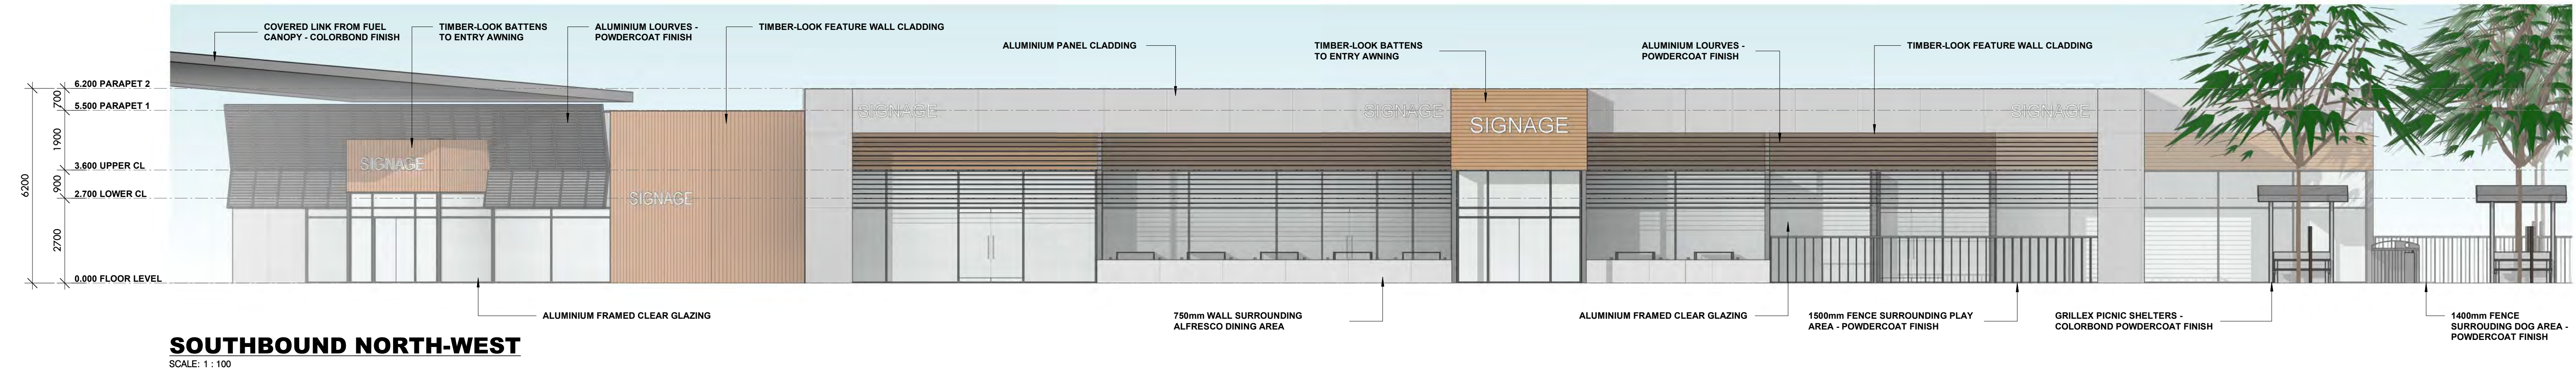 COVERED LINK FROM FUEL
CANOPY - COLORBOND FINISH
TIMBER-LOOK BATTENS
TO ENTRY AWNING
ALUMINIUM LOURVES -
POWDERCOAT FINISH
TIMBER-LOOK FEATURE WALL CLADDING
ALUMINIUM PANEL CLADDING
TIMBER-LOOK BATTENS
TO ENTRY AWNING
ALUMINIUM LOURVES -
POWDERCOAT FINISH
TIMBER-LOOK FEATURE WALL CLADDING
6.200 PARAPET 2
700
5.500 PARAPET 1
1900
3.600 UPPER CL
900
2.700 LOWER CL
6200
2700
0.000 FLOOR LEVEL
SIGNAGE
SIGNAGE
SIGNAGE
SIGNAGE
SIGNAGE
SIGNAGE
ALUMINIUM FRAMED CLEAR GLAZING
750mm WALL SURROUNDING
ALFRESCO DINING AREA
ALUMINIUM FRAMED CLEAR GLAZING
1500mm FENCE SURROUNDING PLAY
AREA - POWDERCOAT FINISH
GRILLEX PICNIC SHELTERS -
COLORBOND POWDERCOAT FINISH
1400mm FENCE
SURROUDING DOG AREA -
POWDERCOAT FINISH
SOUTHBOUND NORTH-WEST
SCALE: 1 : 100